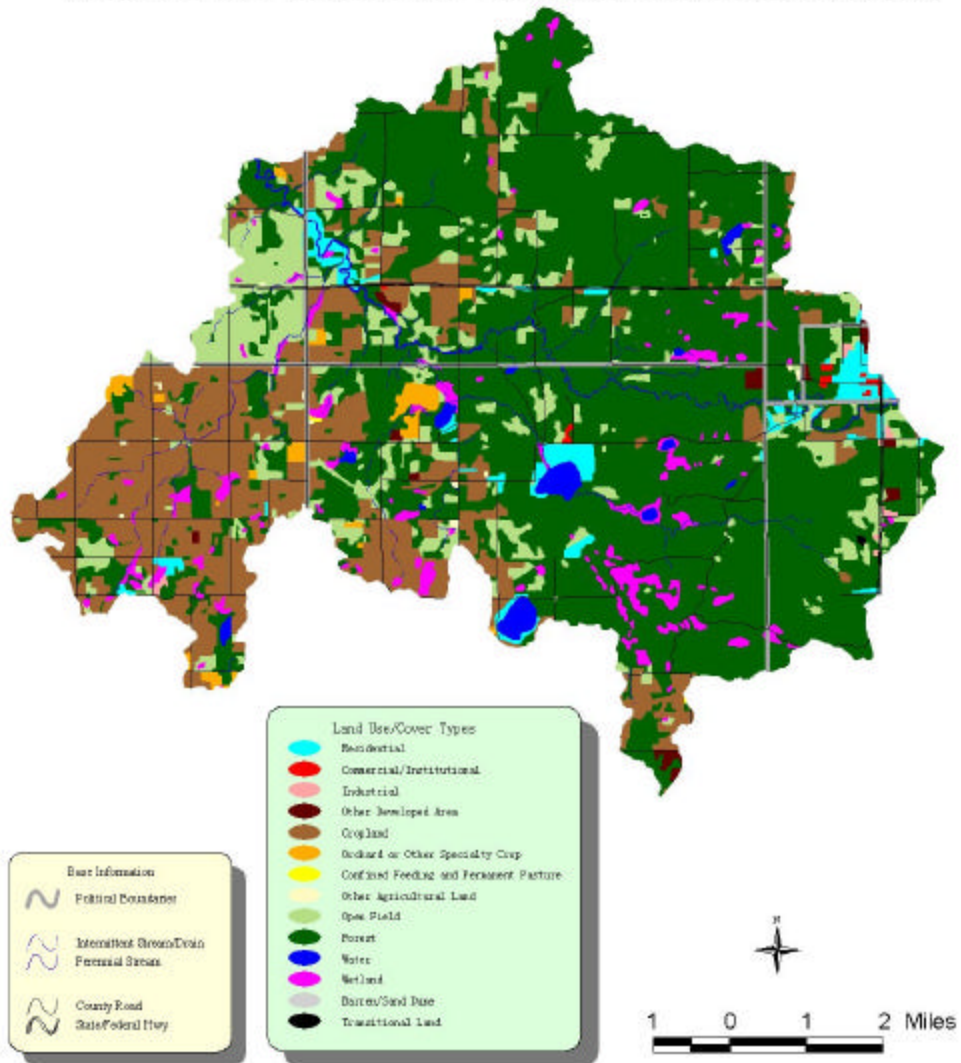 Land Use/Cover Types
Residential
Commercial/Institutional
Industrial
Other Developed Area
Cropland
Orchard or Other Specialty Crop
Confined Feeding and Permanent Pasture
Other Agricultural Land
Open Field
Forest
Water
Wetland
Barren/Sand Dune
Transitional Land
Base Information
Political Boundaries
Intermittent Stream/Drain
Perennial Stream
County Road
State/Federal Hwy
N
1 0 1 2 Miles